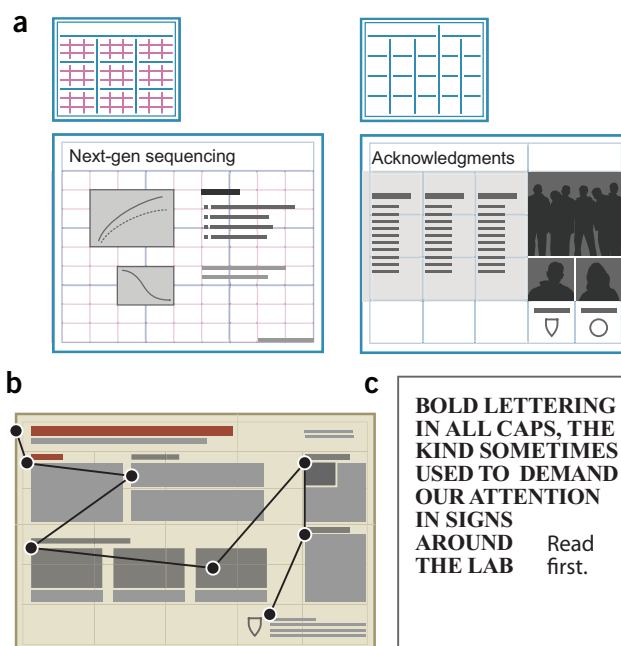 a
Next-gen sequencing
Acknowledgments
b
c
BOLD LETTERING
IN ALL CAPS, THE
KIND SOMETIMES
USED TO DEMAND
OUR ATTENTION
IN SIGNS
AROUND
THE LAB
Read
first.